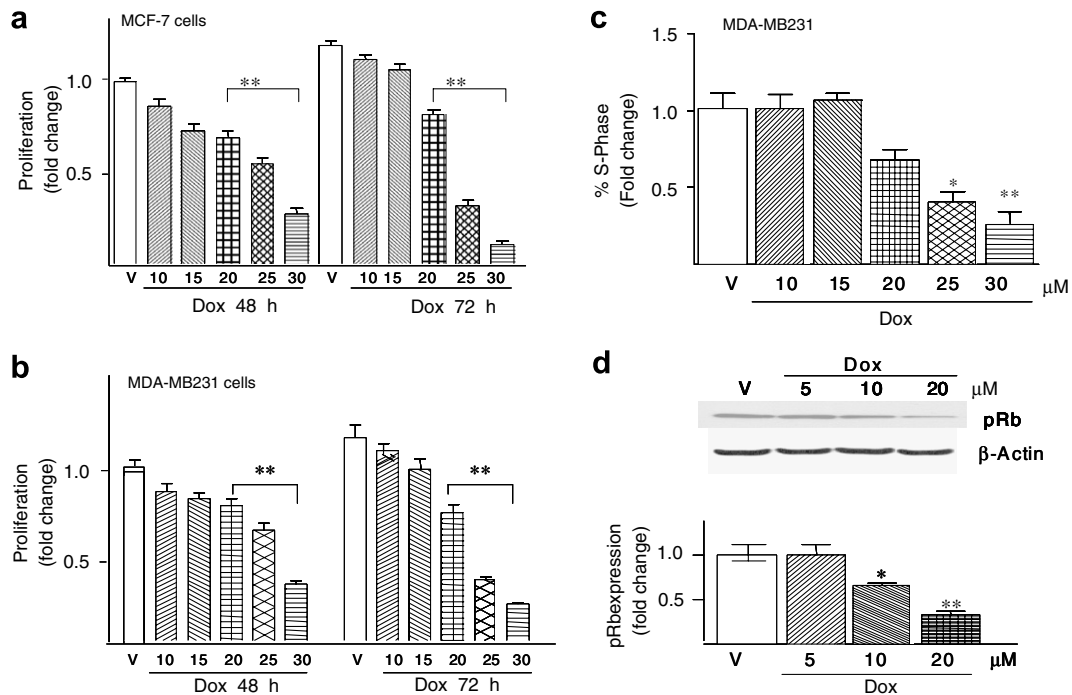 a
MCF-7 cells
Proliferation
(fold change)
1.0
0.5
**
**
V 10 15 20 25 30 V 10 15 20 25 30
Dox 48 h Dox 72 h
b
MDA-MB231 cells
Proliferation
(fold change)
1.0
0.5
**
**
V 10 15 20 25 30 V 10 15 20 25 30
Dox 48 h Dox 72 h
c
MDA-MB231
% S-Phase
(Fold change)
1.5
1.0
0.5
*
**
V 10 15 20 25 30 μM
Dox
d
Dox
V 5 10 20 μM
pRb
β-Actin
pRbexpression
(fold change)
1.0
0.5
*
**
V 5 10 20 μM
Dox